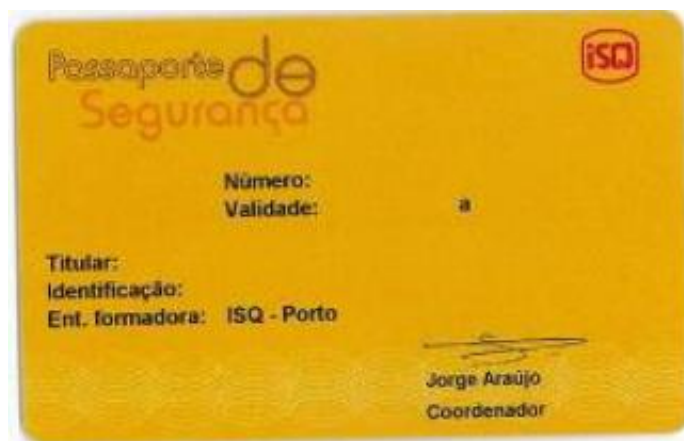 Passaporte de
Segurança
iSQ
Número:
Validade: a
Titular:
Identificação:
Ent. formadora: ISQ - Porto
Jorge Araújo
Coordenador